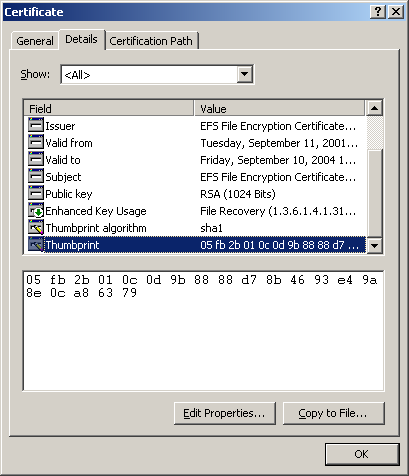 Certificate
General Details Certification Path
Show: <All>
Field Value
Issuer EFS File Encryption Certificate...
Valid from Tuesday, September 11, 2001...
Valid to Friday, September 10, 2004 1...
Subject EFS File Encryption Certificate...
Public key RSA (1024 Bits)
Enhanced Key Usage File Recovery (1.3.6.1.4.1.31...
Thumbprint algorithm sha1
Thumbprint 05 fb 2b 01 0c 0d 9b 88 88 d7 ...
05 fb 2b 01 0c 0d 9b 88 88 d7 8b 46 93 e4 9a
8e 0c a8 63 79
Edit Properties... Copy to File...
OK